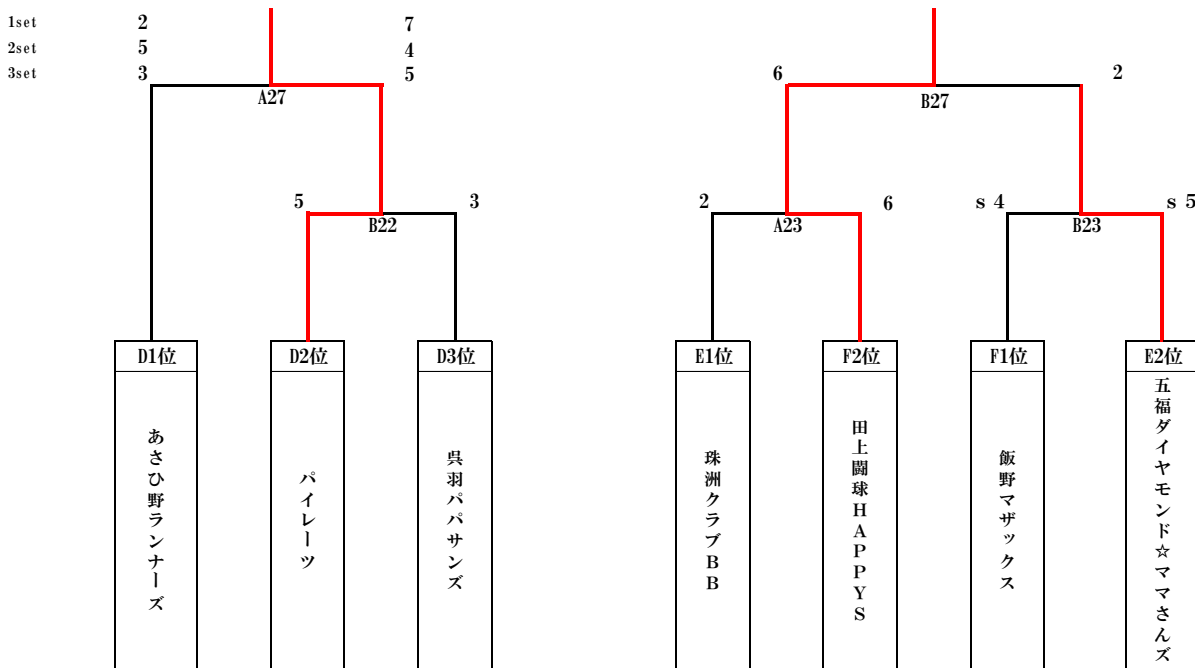 1set 2 7
2set 5 4
3set 3 5 6 2
A27 B27
5 3 2 6 s 4 s 5
B22 A23 B23
D1位 D2位 D3位 E1位 F2位 F1位 E2位
あさひ野ランナーズ
パイレーツ
呉羽パパサンズ
珠洲クラブBB
田上闘球HAPPYS
飯野マザックス
五福ダイヤモンド☆ママさんズ